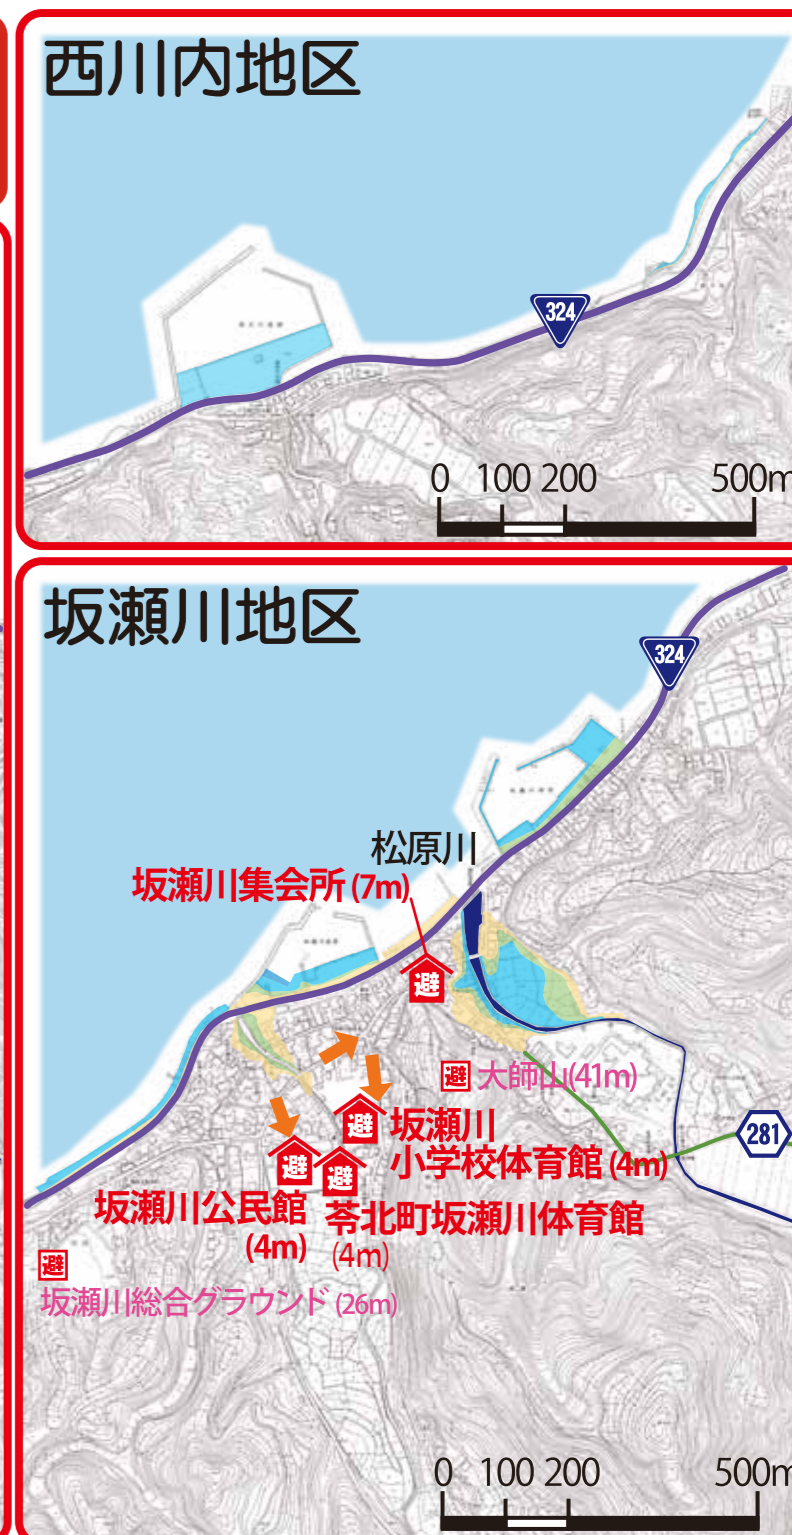 西川内地区
324
0 100 200 500m
坂瀬川地区
324
松原川
坂瀬川集会所 (7m)
避
避 大師山(41m)
避 坂瀬川
小学校体育館 (4m)
281
避
避
坂瀬川公民館
(4m)
苓北町坂瀬川体育館
(4m)
避
坂瀬川総合グラウンド (26m)
0 100 200 500m